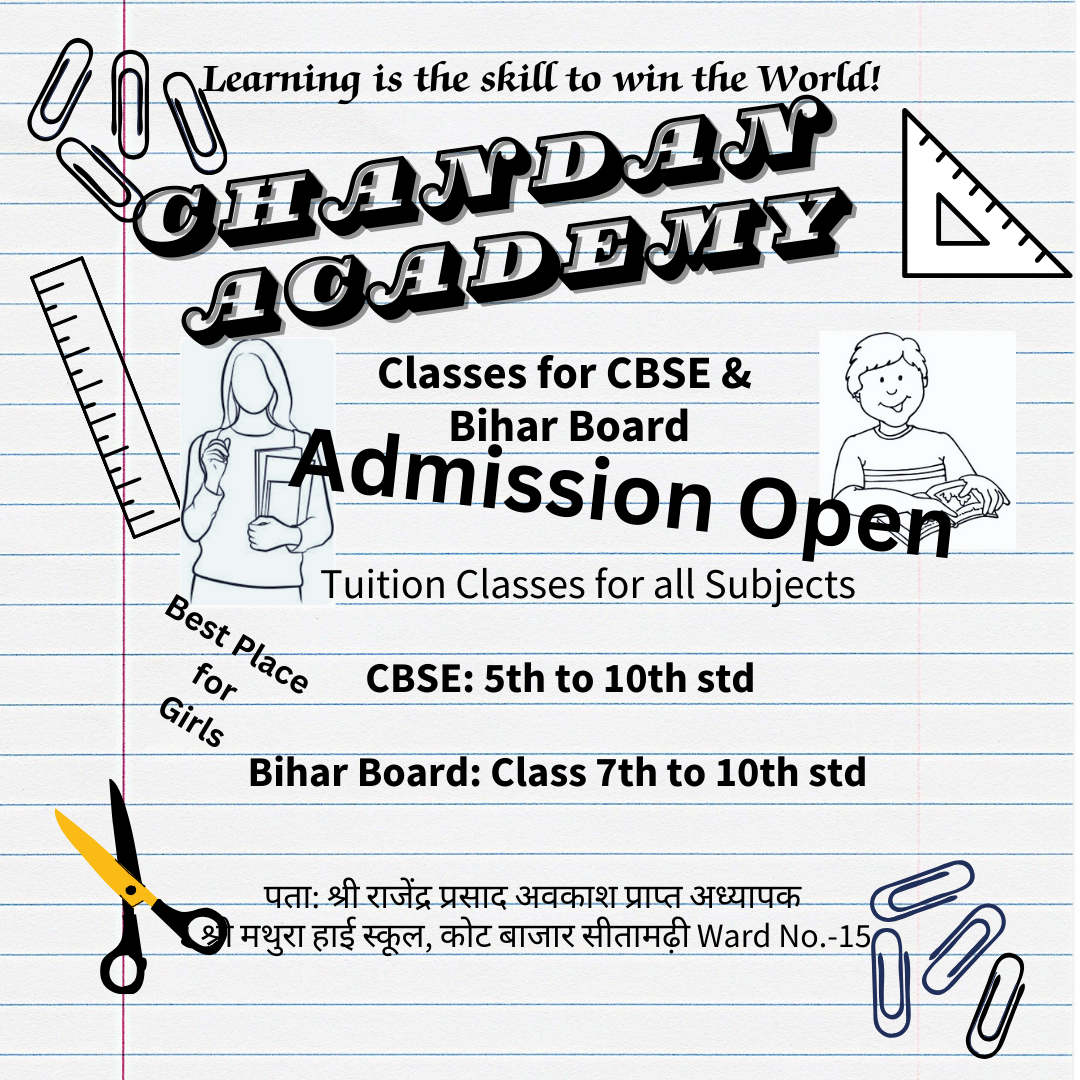 Learning is the skill to win the World!
CHANDAN
ACADEMY
Classes for CBSE &
Bihar Board
Admission Open
Tuition Classes for all Subjects
Best Place
for
Girls
CBSE: 5th to 10th std
Bihar Board: Class 7th to 10th std
पता: श्री राजेंद्र प्रसाद अवकाश प्राप्त अध्यापक
श्री मथुरा हाई स्कूल, कोट बाजार सीतामढ़ी Ward No.-15